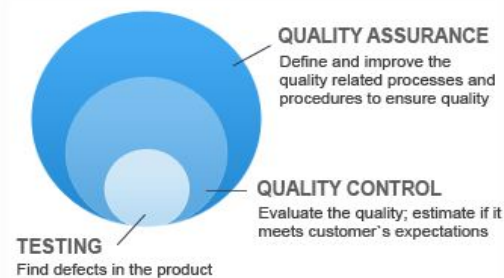 QUALITY ASSURANCE
Define and improve the
quality related processes and
procedures to ensure quality
QUALITY CONTROL
Evaluate the quality; estimate if it
meets customer`s expectations
TESTING
Find defects in the product